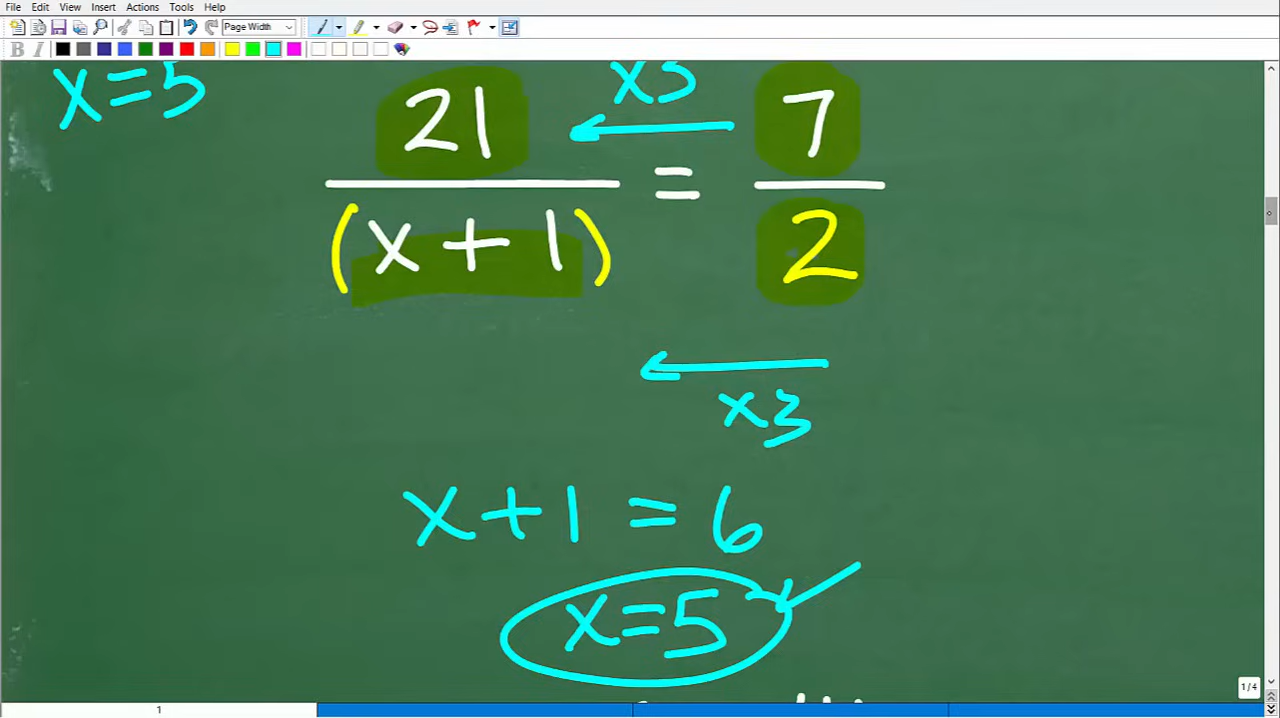 File Edit View Insert Actions Tools Help
Page Width
B I
x=5
x3
21 = 7
(x + 1) 2
x3
x+1 = 6
x=5
1/4
1